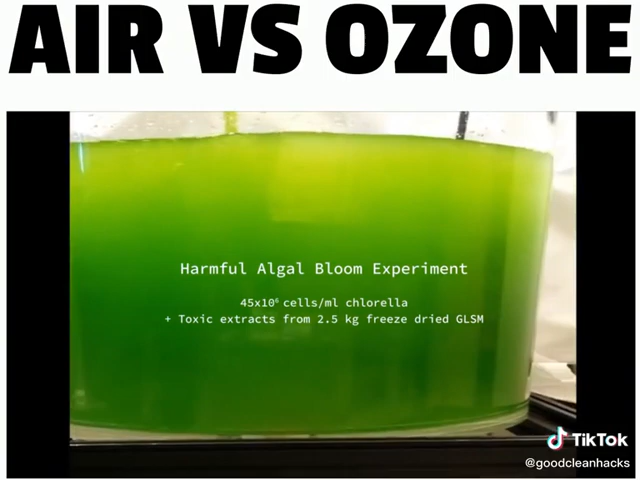 AIR VS OZONE
Harmful Algal Bloom Experiment
45x10⁶ cells/ml chlorella
+ Toxic extracts from 2.5 kg freeze dried GLSM
TikTok
@goodcleanhacks